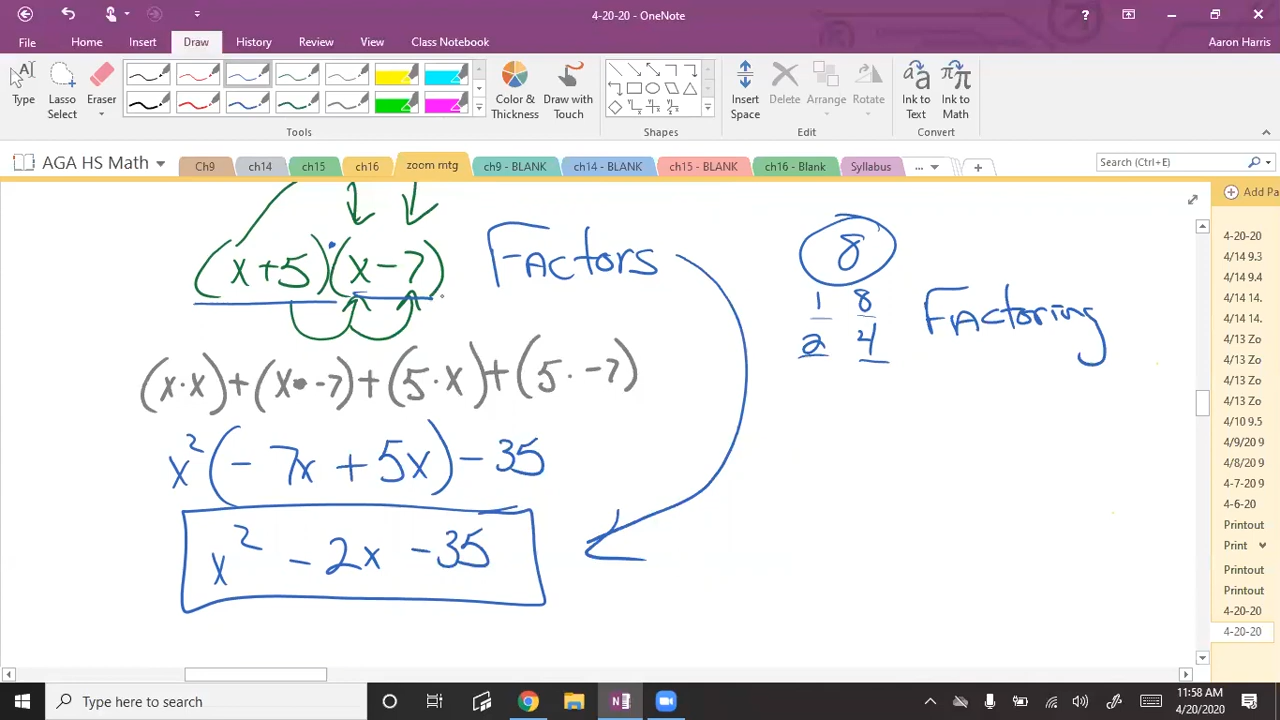 4-20-20 - OneNote
Aaron Harris
File Home Insert Draw History Review View Class Notebook
Type
Lasso Select
Eraser
Color & Thickness
Draw with Touch
Insert Space
Delete
Arrange
Rotate
Ink to Text
Ink to Math
Tools
Shapes
Edit
Convert
AGA HS Math Ch9 ch14 ch15 ch16 zoom mtg ch9 - BLANK ch14 - BLANK ch15 - BLANK ch16 - Blank Syllabus ... + Search (Ctrl+E)
Add Pa
4-20-20
4/14 9.3
4/14 9.4
4/14 14.
4/14 14.
4/13 Zo
4/14 14.
4/13 Zo
4/13 Zo
4/10 9.5
4/9/20 9
4/8/20 9
4-7-20 9
4-6-20
Printout
Print
Printout
Printout
4-20-20
4-20-20
(x+5)·(x-7) Factors
(x·x)+(x·-7)+(5·x)+(5·-7)
x²(-7x+5x)-35
x²-2x-35
8
1 8
2 4
Factoring
Type here to search
11:58 AM
4/20/2020